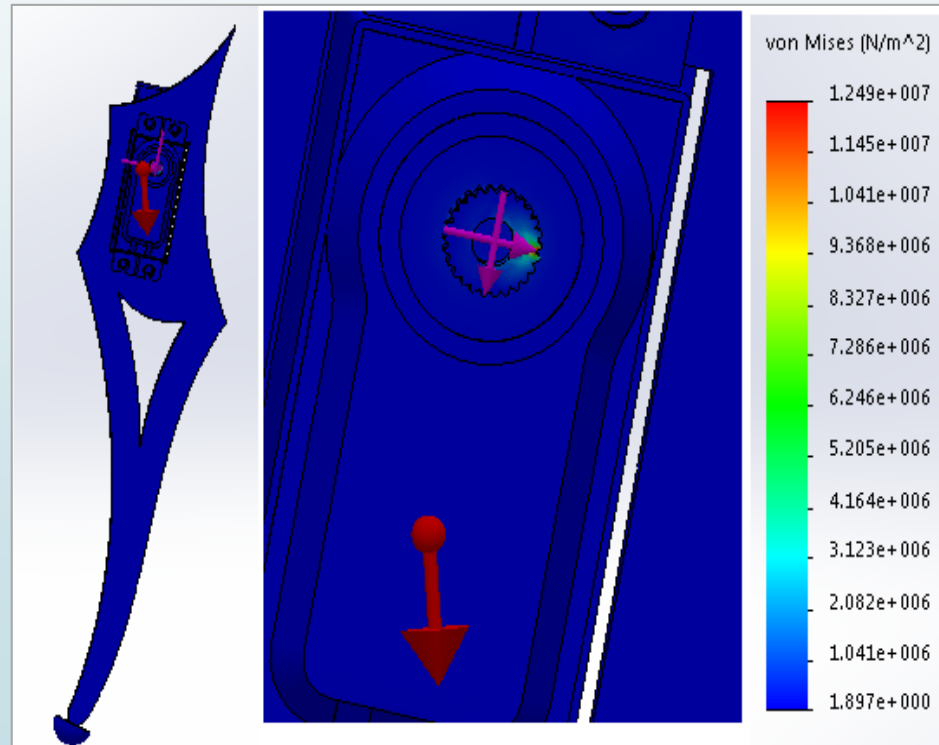 von Mises (N/m^2)
1.249e+007
1.145e+007
1.041e+007
9.368e+006
8.327e+006
7.286e+006
6.246e+006
5.205e+006
4.164e+006
3.123e+006
2.082e+006
1.041e+006
1.897e+000